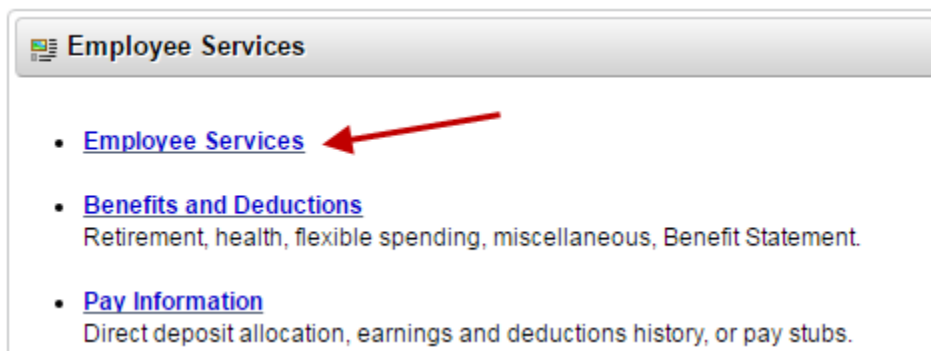 Employee Services
Employee Services
Benefits and Deductions
Retirement, health, flexible spending, miscellaneous, Benefit Statement.
Pay Information
Direct deposit allocation, earnings and deductions history, or pay stubs.